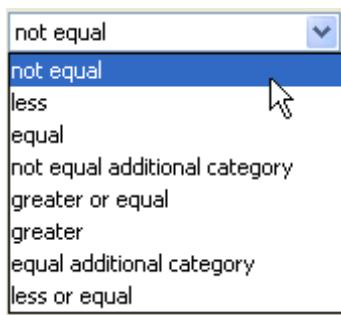 not equal
not equal
less
equal
not equal additional category
greater or equal
greater
equal additional category
less or equal